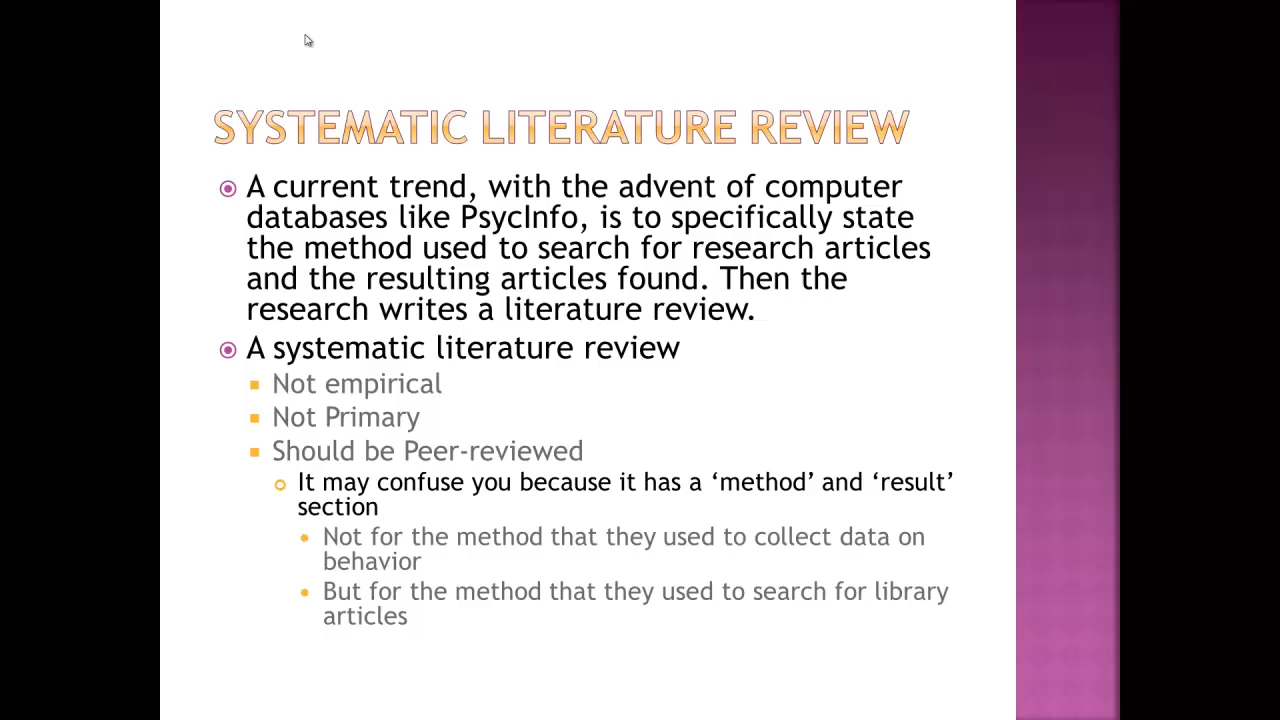 SYSTEMATIC LITERATURE REVIEW
A current trend, with the advent of computer
databases like PsycInfo, is to specifically state
the method used to search for research articles
and the resulting articles found. Then the
research writes a literature review.
A systematic literature review
Not empirical
Not Primary
Should be Peer-reviewed
It may confuse you because it has a ‘method’ and ‘result’
section
Not for the method that they used to collect data on
behavior
But for the method that they used to search for library
articles